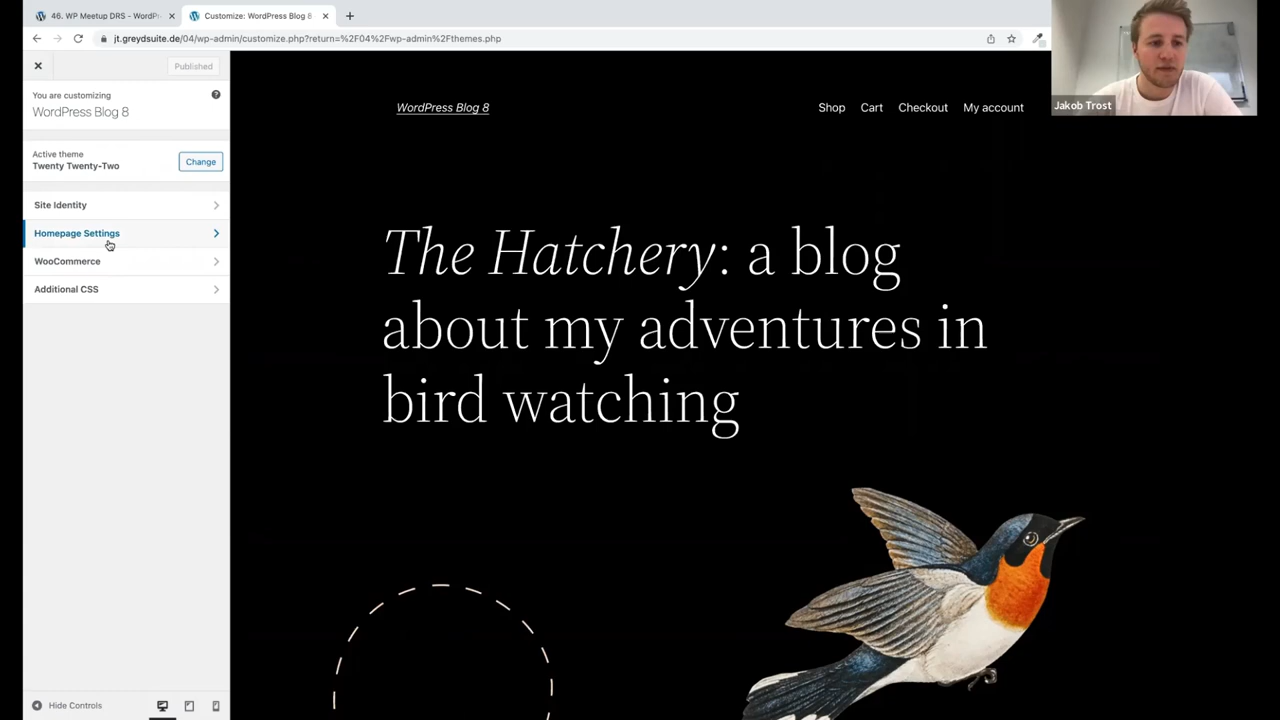 46. WP Meetup DRS - WordPr
Customize: WordPress Blog 8
jt.greydsuite.de/04/wp-admin/customize.php?return=%2F04%2Fwp-admin%2Fthemes.php
Published
You are customizing
WordPress Blog 8
Active theme
Twenty Twenty-Two
Change
Site Identity
Homepage Settings
WooCommerce
Additional CSS
Hide Controls
WordPress Blog 8
Shop Cart Checkout My account
The Hatchery: a blog
about my adventures in
bird watching
Jakob Trost